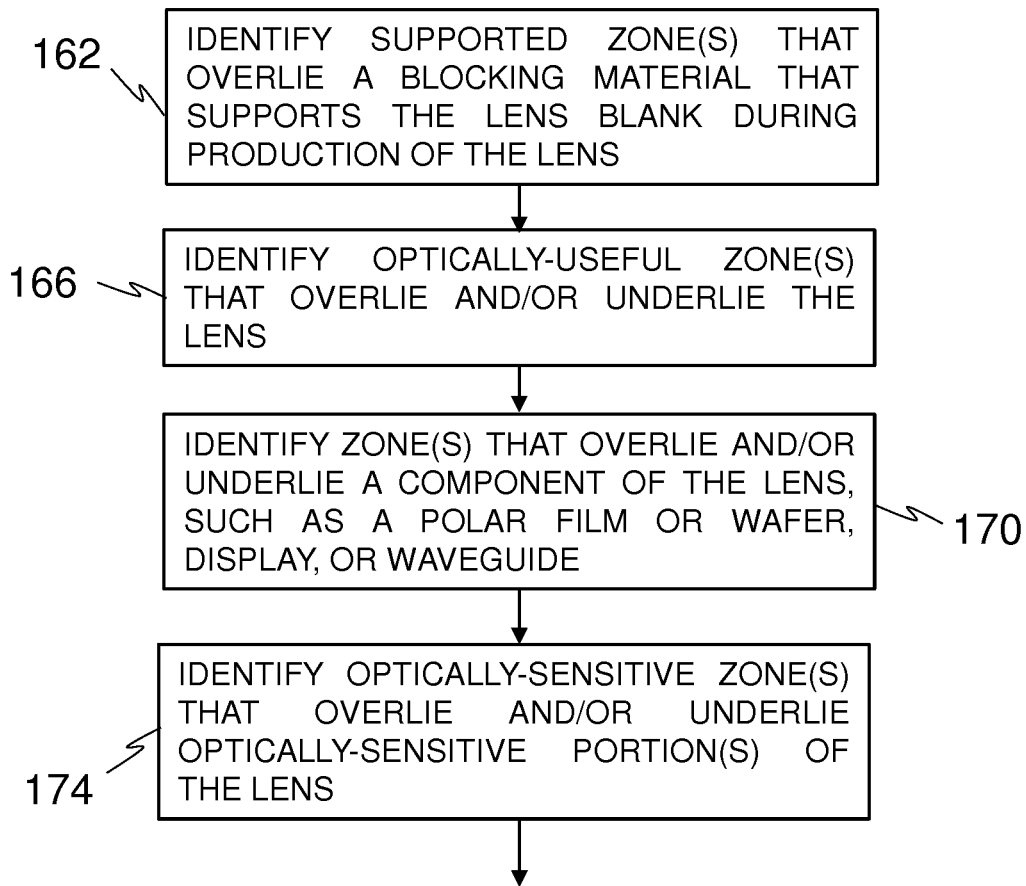 162
IDENTIFY SUPPORTED ZONE(S) THAT
OVERLIE A BLOCKING MATERIAL THAT
SUPPORTS THE LENS BLANK DURING
PRODUCTION OF THE LENS
166
IDENTIFY OPTICALLY-USEFUL ZONE(S)
THAT OVERLIE AND/OR UNDERLIE THE
LENS
IDENTIFY ZONE(S) THAT OVERLIE AND/OR
UNDERLIE A COMPONENT OF THE LENS,
SUCH AS A POLAR FILM OR WAFER,
DISPLAY, OR WAVEGUIDE
170
IDENTIFY OPTICALLY-SENSITIVE ZONE(S)
THAT OVERLIE AND/OR UNDERLIE
OPTICALLY-SENSITIVE PORTION(S) OF
THE LENS
174